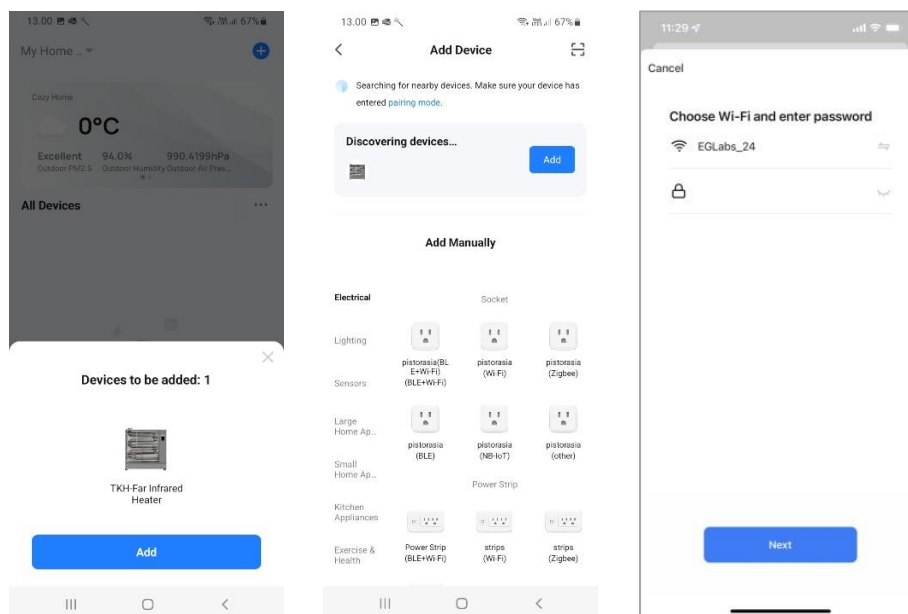 13.00
67%
My Home ..
Cozy Home
0°C
Excellent 94.0% 990.4199hPa
Outdoor PM2.5 Outdoor Humidity Outdoor Air Pres...
All Devices
...
Devices to be added: 1
TKH-Far Infrared
Heater
Add
13.00
67%
Add Device
Searching for nearby devices. Make sure your device has
entered pairing mode.
Discovering devices...
Add
Add Manually
Electrical
Lighting
Sensors
Large
Home Ap...
Small
Home Ap...
Kitchen
Appliances
Exercise &
Health
Socket
pistorasia(BL
E+Wi-Fi)
(BLE+Wi-Fi)
pistorasia
(Wi-Fi)
pistorasia
(Zigbee)
pistorasia
(BLE)
pistorasia
(NB-IoT)
pistorasia
(other)
Power Strip
Power Strip
(BLE+Wi-Fi)
strips
(Wi-Fi)
strips
(Zigbee)
11:29
Cancel
Choose Wi-Fi and enter password
EGLabs_24
Next